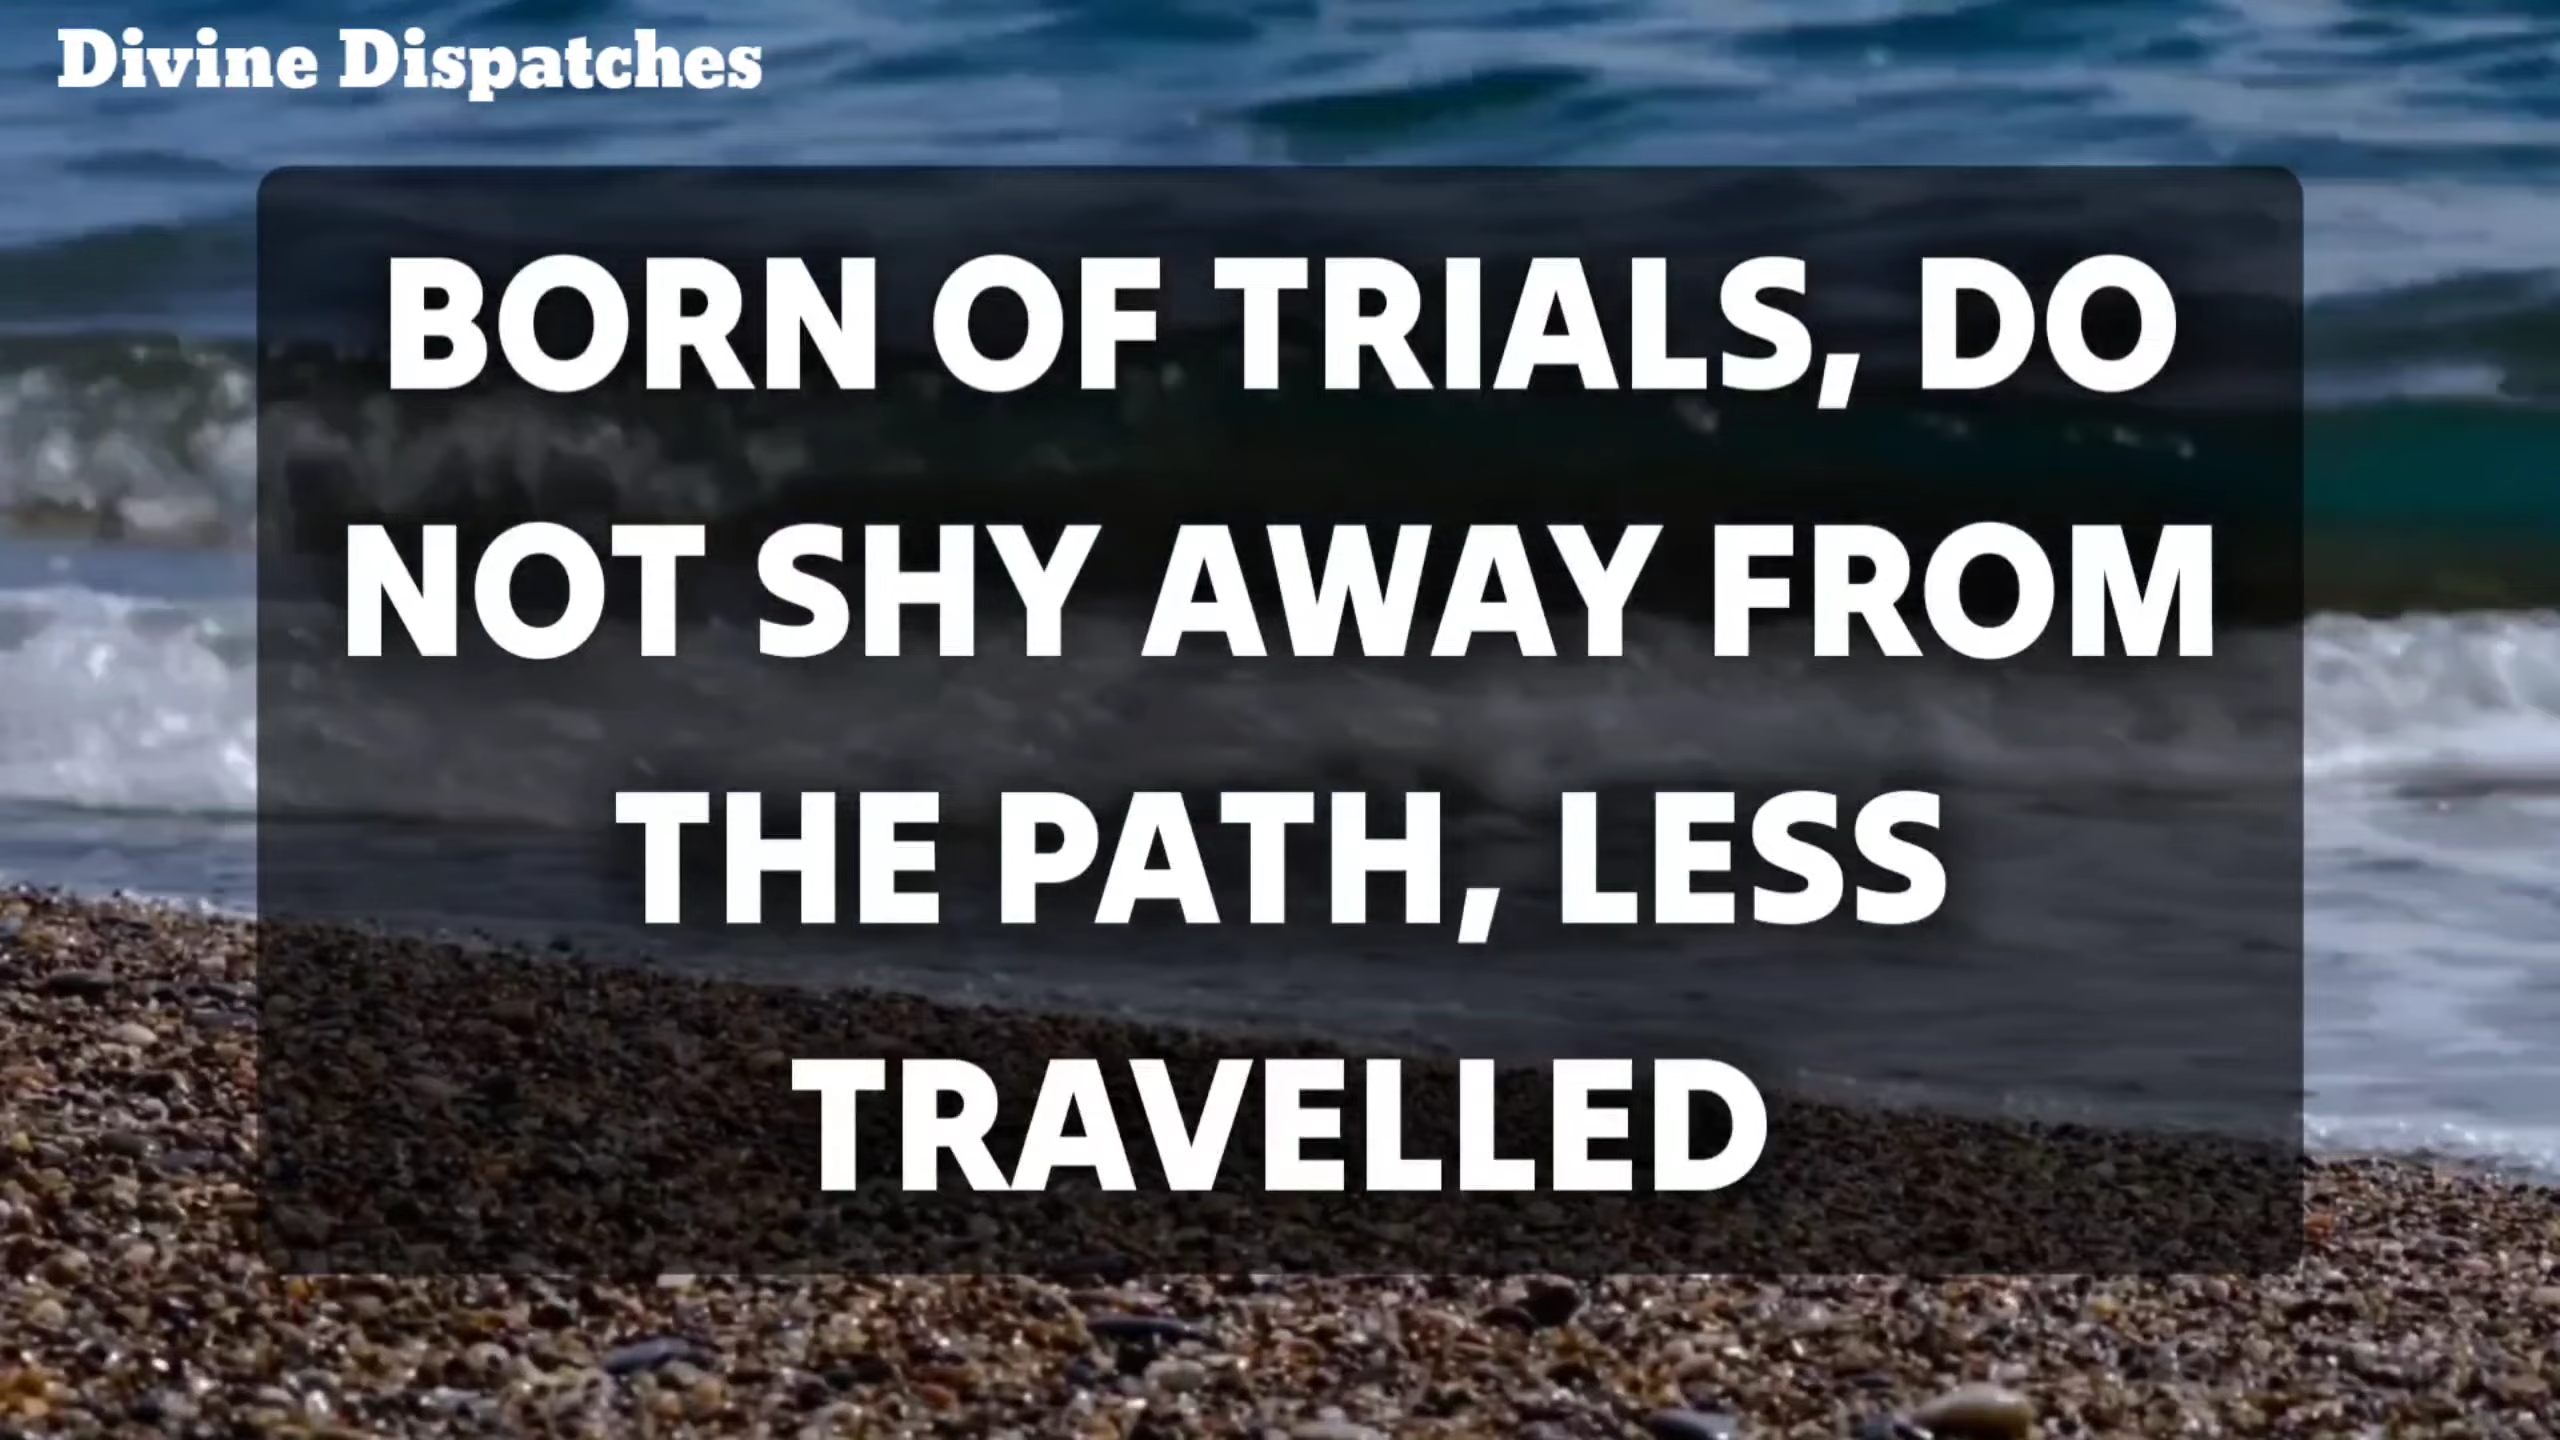 Divine Dispatches
BORN OF TRIALS, DO
NOT SHY AWAY FROM
THE PATH, LESS
TRAVELLED